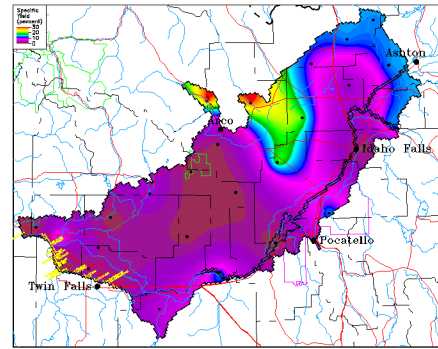 Specific
Yield
(percent)
30
20
10
0
Ashton
Arco
Idaho Falls
Pocatello
Twin Falls